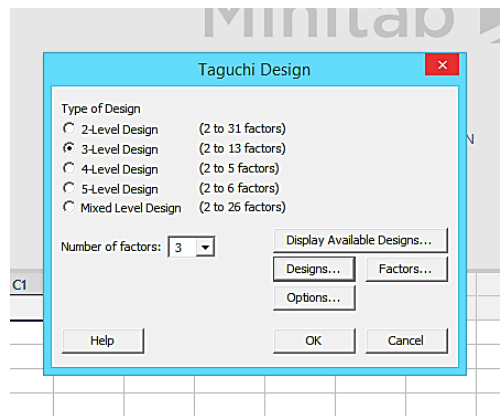 Minitab
Taguchi Design
Type of Design
2-Level Design (2 to 31 factors)
3-Level Design (2 to 13 factors)
4-Level Design (2 to 5 factors)
5-Level Design (2 to 6 factors)
Mixed Level Design (2 to 26 factors)
N
Number of factors: 3
Display Available Designs...
Designs... Factors...
C1
Options...
Help OK Cancel